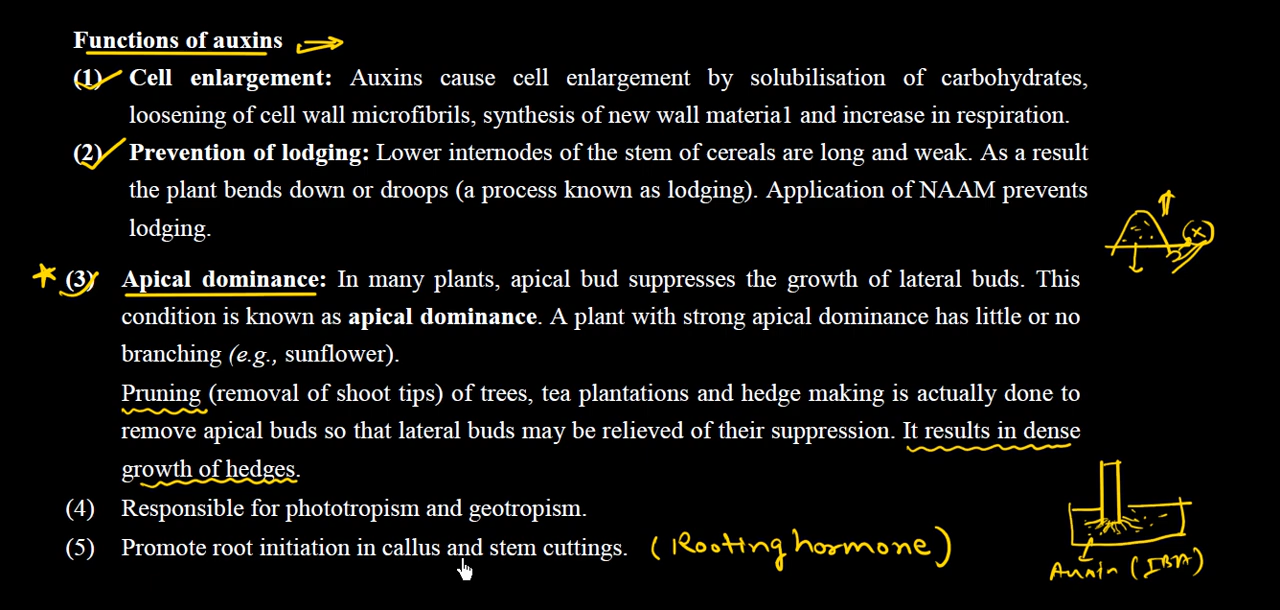 Functions of auxins
(1) Cell enlargement: Auxins cause cell enlargement by solubilisation of carbohydrates,
loosening of cell wall microfibrils, synthesis of new wall material and increase in respiration.
(2) Prevention of lodging: Lower internodes of the stem of cereals are long and weak. As a result
the plant bends down or droops (a process known as lodging). Application of NAAM prevents
lodging.
(3) Apical dominance: In many plants, apical bud suppresses the growth of lateral buds. This
condition is known as apical dominance. A plant with strong apical dominance has little or no
branching (e.g., sunflower).
Pruning (removal of shoot tips) of trees, tea plantations and hedge making is actually done to
remove apical buds so that lateral buds may be relieved of their suppression. It results in dense
growth of hedges.
(4) Responsible for phototropism and geotropism.
(5) Promote root initiation in callus and stem cuttings. (Rooting hormone)
Auxin (IBA)